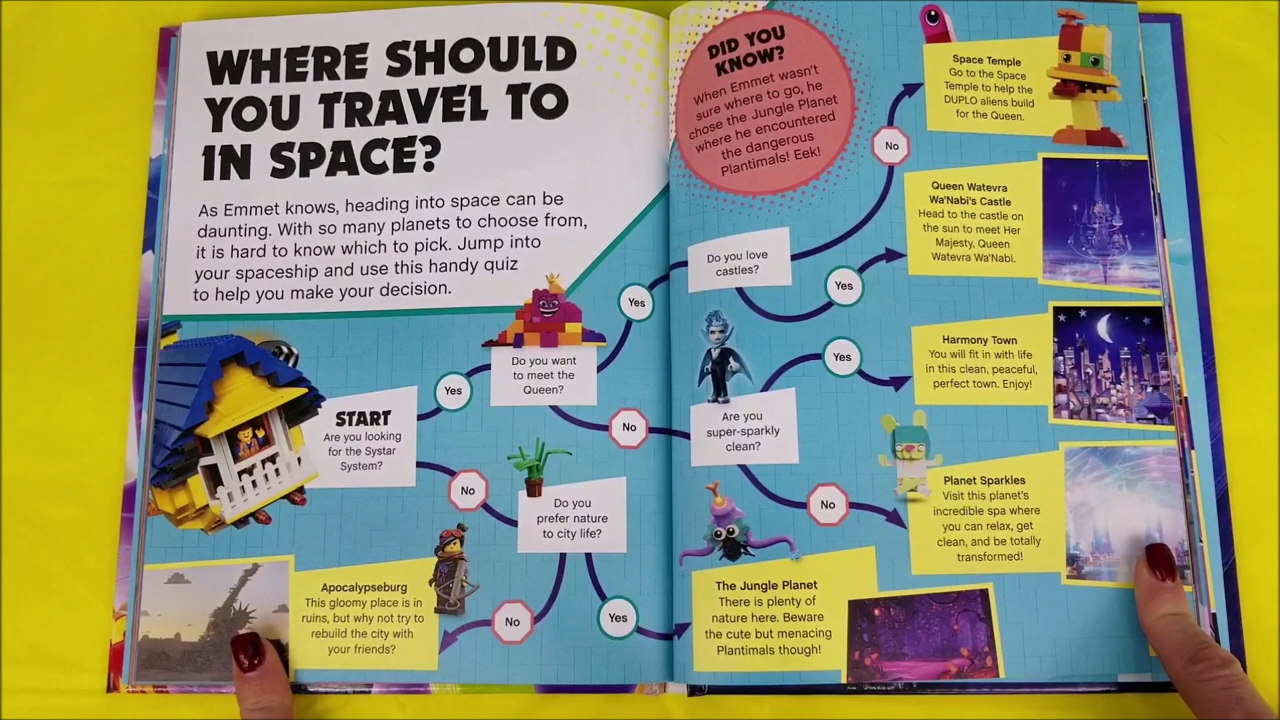 WHERE SHOULD
YOU TRAVEL TO
IN SPACE?
As Emmet knows, heading into space can be
daunting. With so many planets to choose from,
it is hard to know which to pick. Jump into
your spaceship and use this handy quiz
to help you make your decision.
START
Are you looking
for the Systar
System?
Yes
No
Do you want
to meet the
Queen?
Yes
No
Do you
prefer nature
to city life?
No
Yes
Apocalypseburg
This gloomy place is in
ruins, but why not try to
rebuild the city with
your friends?
DID YOU
KNOW?
When Emmet wasn't
sure where to go, he
chose the Jungle Planet
where he encountered
the dangerous
Plantimals! Eek!
Do you love
castles?
No
Yes
Are you
super-sparkly
clean?
Yes
No
Space Temple
Go to the Space
Temple to help the
DUPLO aliens build
for the Queen.
Queen Watevra
Wa'Nabi's Castle
Head to the castle on
the sun to meet Her
Majesty, Queen
Watevra Wa'Nabi.
Harmony Town
You will fit in with life
in this clean, peaceful,
perfect town. Enjoy!
Planet Sparkles
Visit this planet's
incredible spa where
you can relax, get
clean, and be totally
transformed!
The Jungle Planet
There is plenty of
nature here. Beware
the cute but menacing
Plantimals though!